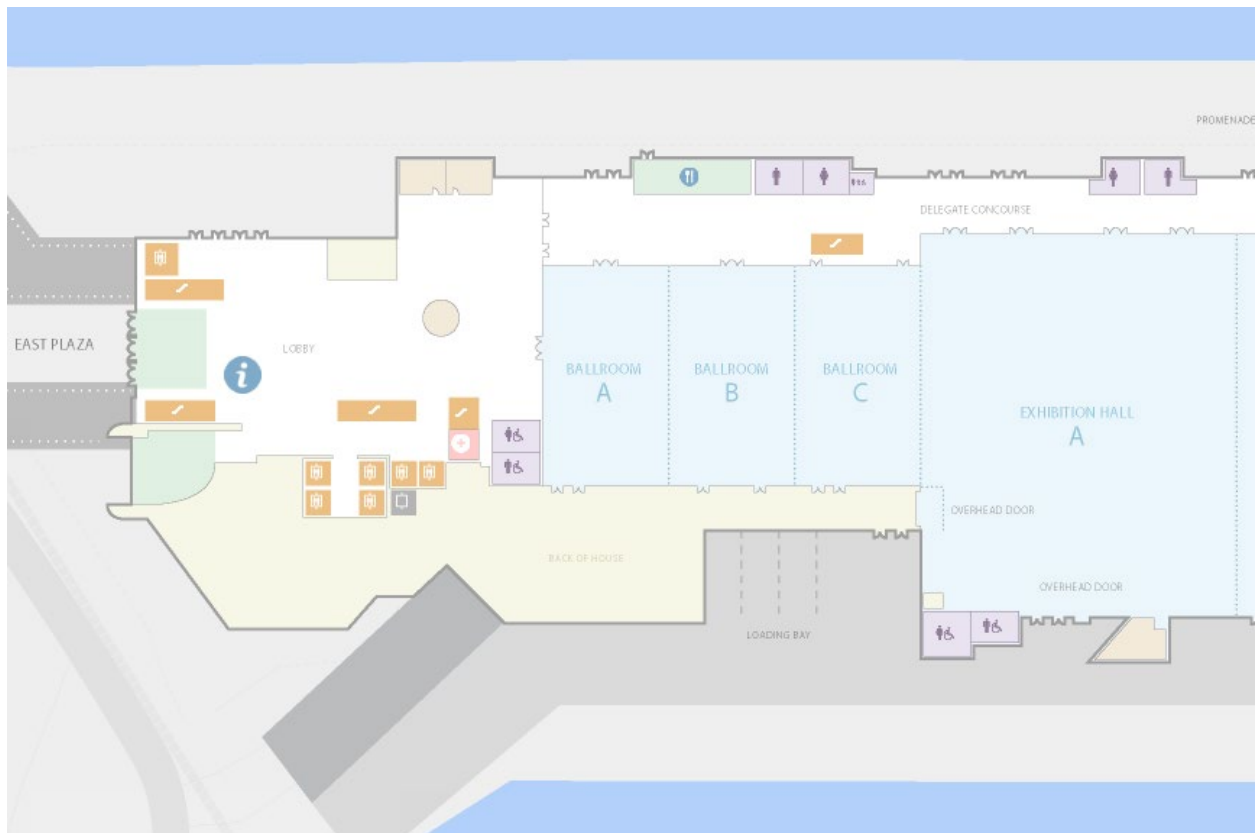 PROMENADE
DELEGATE CONCOURSE
EAST PLAZA
LOBBY
i
BALLROOM
A
BALLROOM
B
BALLROOM
C
EXHIBITION HALL
A
OVERHEAD DOOR
BACK OF HOUSE
OVERHEAD DOOR
LOADING BAY